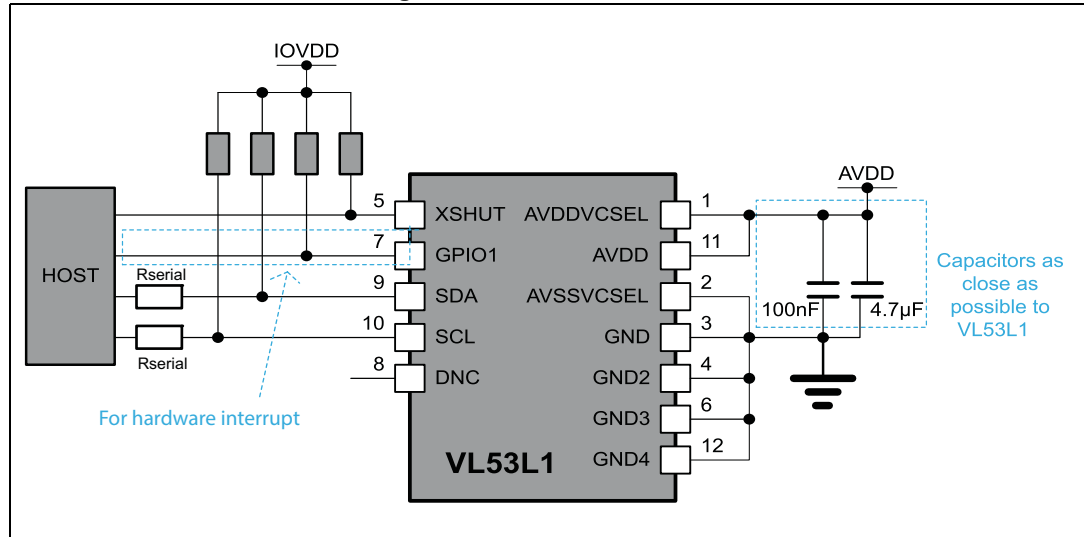 IOVDD
AVDD
HOST
5
XSHUT
AVDDVCSEL
1
7
GPIO1
AVDD
11
Rserial
9
SDA
AVSSVCSEL
2
10
SCL
GND
3
Rserial
8
DNC
GND2
4
GND3
6
GND4
12
VL53L1
100nF
4.7µF
Capacitors as
close as
possible to
VL53L1
For hardware interrupt